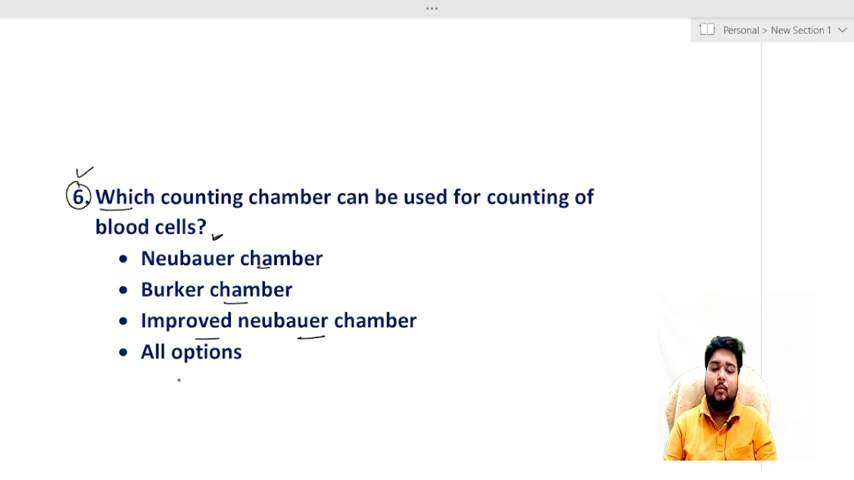 Personal > New Section 1
6. Which counting chamber can be used for counting of
blood cells?
• Neubauer chamber
• Burker chamber
• Improved neubauer chamber
• All options